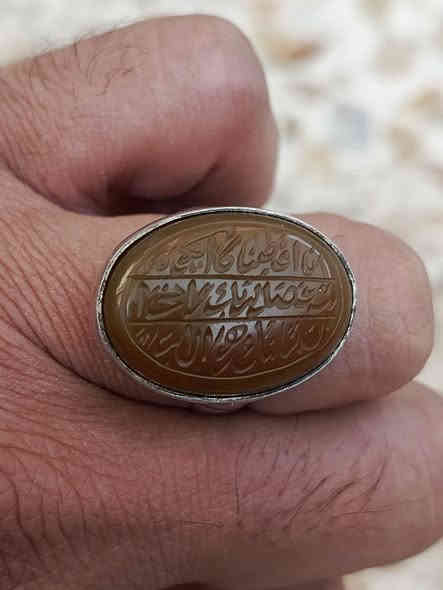 انا اعطيناك الكوثر
فصل لربك وانحر
ان شانئك هو الابتر